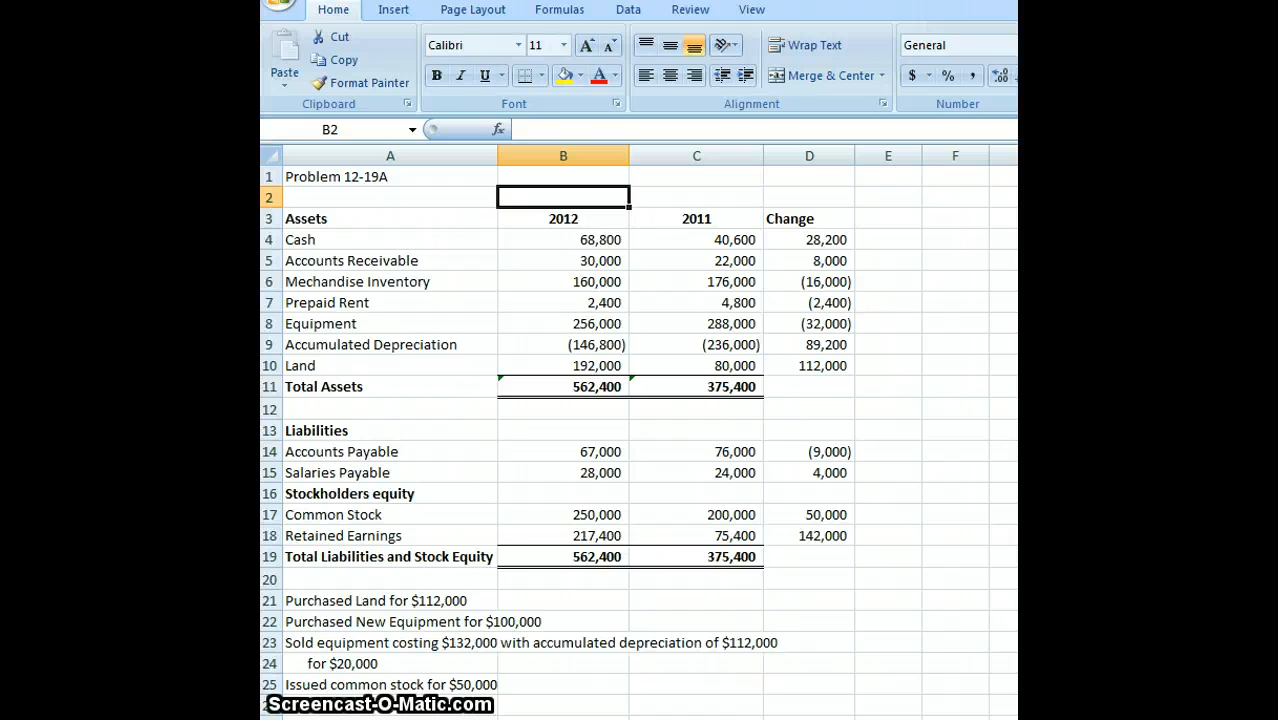 Home Insert Page Layout Formulas Data Review View
Cut
Copy
Format Painter
Paste
Calibri 11 A A
B I U A
Wrap Text
Merge & Center
General
$ % ,
Clipboard Font Alignment Number
B2 fx
A B C D E F
1 Problem 12-19A
2
3 Assets 2012 2011 Change
4 Cash 68,800 40,600 28,200
5 Accounts Receivable 30,000 22,000 8,000
6 Mechandise Inventory 160,000 176,000 (16,000)
7 Prepaid Rent 2,400 4,800 (2,400)
8 Equipment 256,000 288,000 (32,000)
9 Accumulated Depreciation (146,800) (236,000) 89,200
10 Land 192,000 80,000 112,000
11 Total Assets 562,400 375,400
12
13 Liabilities
14 Accounts Payable 67,000 76,000 (9,000)
15 Salaries Payable 28,000 24,000 4,000
16 Stockholders equity
17 Common Stock 250,000 200,000 50,000
18 Retained Earnings 217,400 75,400 142,000
19 Total Liabilities and Stock Equity 562,400 375,400
20
21 Purchased Land for $112,000
22 Purchased New Equipment for $100,000
23 Sold equipment costing $132,000 with accumulated depreciation of $112,000
24 for $20,000
25 Issued common stock for $50,000
Screencast-O-Matic.com